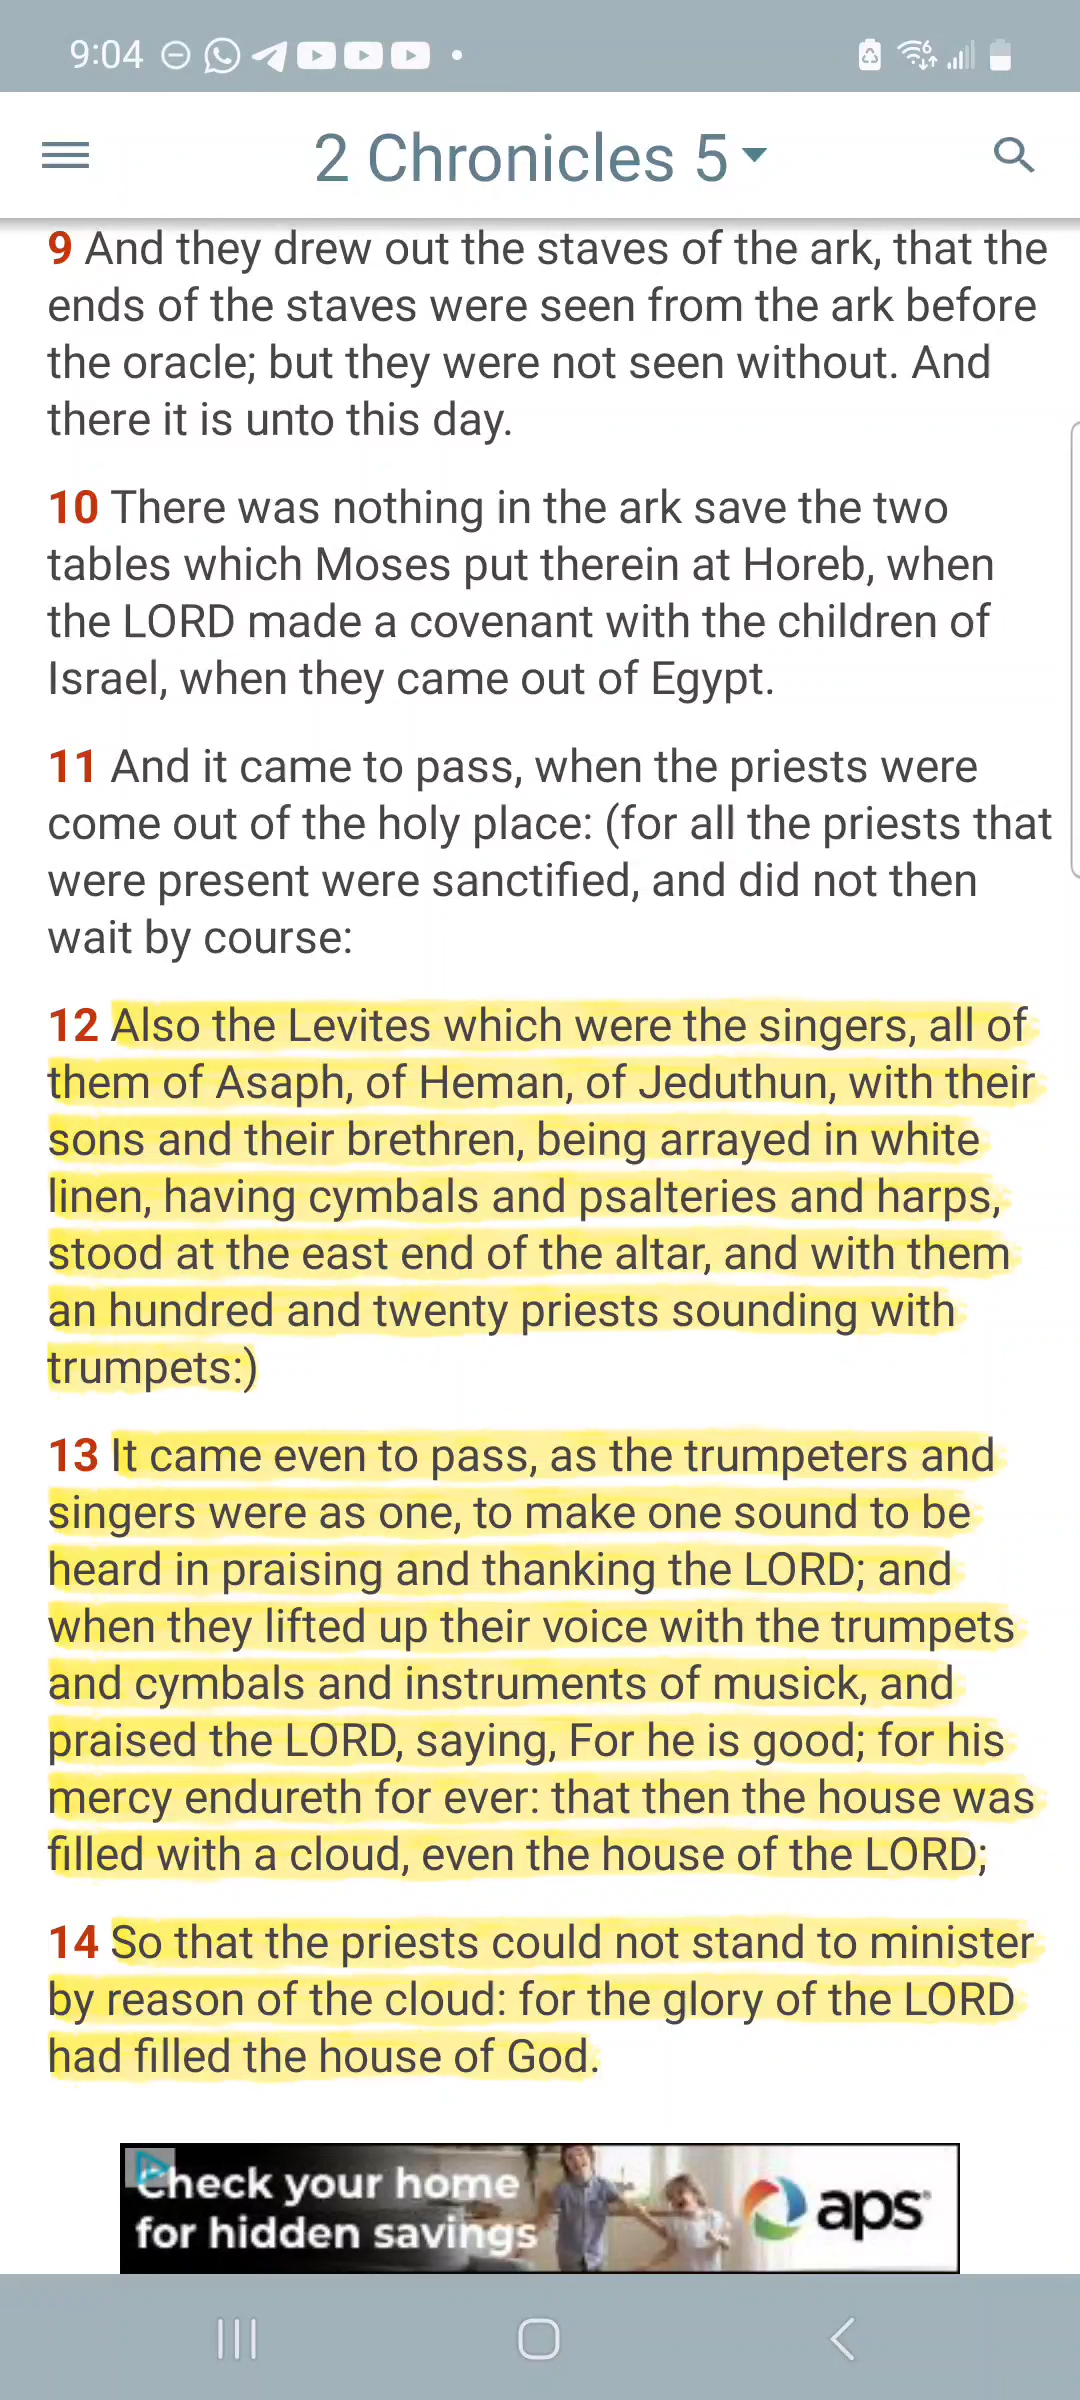 9:04
2 Chronicles 5
9 And they drew out the staves of the ark, that the
ends of the staves were seen from the ark before
the oracle; but they were not seen without. And
there it is unto this day.
10 There was nothing in the ark save the two
tables which Moses put therein at Horeb, when
the LORD made a covenant with the children of
Israel, when they came out of Egypt.
11 And it came to pass, when the priests were
come out of the holy place: (for all the priests that
were present were sanctified, and did not then
wait by course:
12 Also the Levites which were the singers, all of
them of Asaph, of Heman, of Jeduthun, with their
sons and their brethren, being arrayed in white
linen, having cymbals and psalteries and harps,
stood at the east end of the altar, and with them
an hundred and twenty priests sounding with
trumpets:)
13 It came even to pass, as the trumpeters and
singers were as one, to make one sound to be
heard in praising and thanking the LORD; and
when they lifted up their voice with the trumpets
and cymbals and instruments of musick, and
praised the LORD, saying, For he is good; for his
mercy endureth for ever: that then the house was
filled with a cloud, even the house of the LORD;
14 So that the priests could not stand to minister
by reason of the cloud: for the glory of the LORD
had filled the house of God.
Check your home
for hidden savings
aps